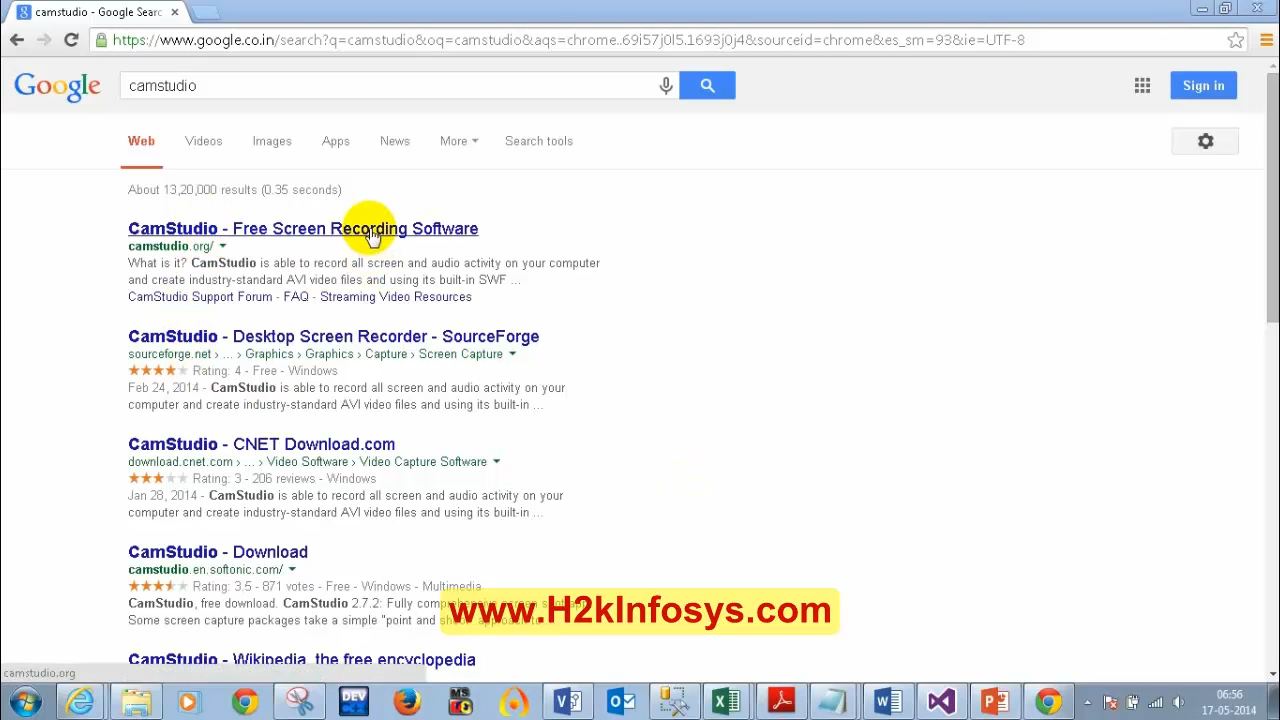 camstudio - Google Searc
https://www.google.co.in/search?q=camstudio&oq=camstudio&aqs=chrome..69i57j0l5.1693j0j4&sourceid=chrome&es_sm=93&ie=UTF-8
Google
camstudio
Sign in
Web Videos Images Apps News More Search tools
About 13,20,000 results (0.35 seconds)
CamStudio - Free Screen Recording Software
camstudio.org/
What is it? CamStudio is able to record all screen and audio activity on your computer
and create industry-standard AVI video files and using its built-in SWF ...
CamStudio Support Forum - FAQ - Streaming Video Resources
CamStudio - Desktop Screen Recorder - SourceForge
sourceforge.net › ... › Graphics › Graphics › Capture › Screen Capture
Rating: 4 - Free - Windows
Feb 24, 2014 - CamStudio is able to record all screen and audio activity on your
computer and create industry-standard AVI video files and using its built-in ...
CamStudio - CNET Download.com
download.cnet.com › ... › Video Software › Video Capture Software
Rating: 3 - 206 reviews - Windows
Jan 28, 2014 - CamStudio is able to record all screen and audio activity on your
computer and create industry-standard AVI video files and using its built-in ...
CamStudio - Download
camstudio.en.softonic.com/
Rating: 3.5 - 871 votes - Free - Windows - Multimedia
CamStudio, free download. CamStudio 2.7.2: Fully
Some screen capture packages take a simple "point and
www.H2kInfosys.com
CamStudio - Wikipedia, the free encyclopedia
camstudio.org
DEV
MS
06:56
17-05-2014